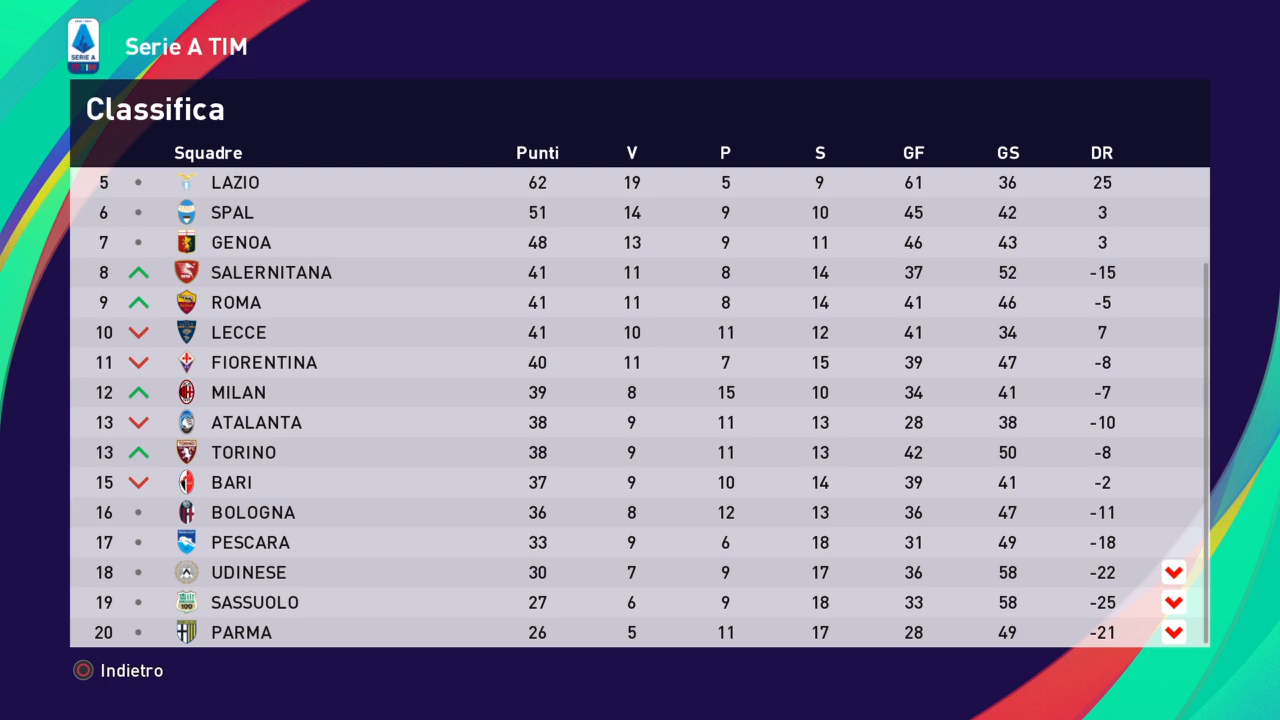 SERIE A
TIM
Serie A TIM
Classifica
Squadre Punti V P S GF GS DR
5 LAZIO 62 19 5 9 61 36 25
6 SPAL 51 14 9 10 45 42 3
7 GENOA 48 13 9 11 46 43 3
8 SALERNITANA 41 11 8 14 37 52 -15
9 ROMA 41 11 8 14 41 46 -5
10 LECCE 41 10 11 12 41 34 7
11 FIORENTINA 40 11 7 15 39 47 -8
12 MILAN 39 8 15 10 34 41 -7
13 ATALANTA 38 9 11 13 28 38 -10
13 TORINO 38 9 11 13 42 50 -8
15 BARI 37 9 10 14 39 41 -2
16 BOLOGNA 36 8 12 13 36 47 -11
17 PESCARA 33 9 6 18 31 49 -18
18 UDINESE 30 7 9 17 36 58 -22
19 SASSUOLO 27 6 9 18 33 58 -25
20 PARMA 26 5 11 17 28 49 -21
Indietro